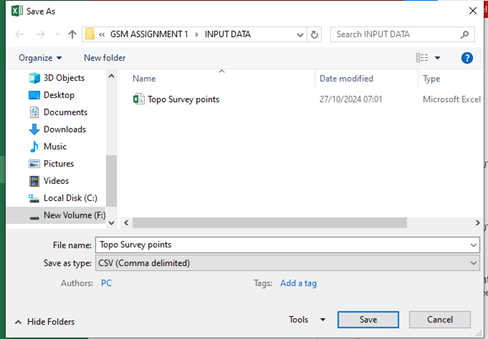 Save As
« GSM ASSIGNMENT 1 > INPUT DATA
Search INPUT DATA
Organize New folder
Name Date modified Type
3D Objects
Desktop
Documents
Downloads
Music
Pictures
Videos
Local Disk (C:)
New Volume (F:)
Topo Survey points 27/10/2024 07:01 Microsoft Excel
File name: Topo Survey points
Save as type: CSV (Comma delimited)
Authors: PC Tags: Add a tag
Hide Folders Tools Save Cancel